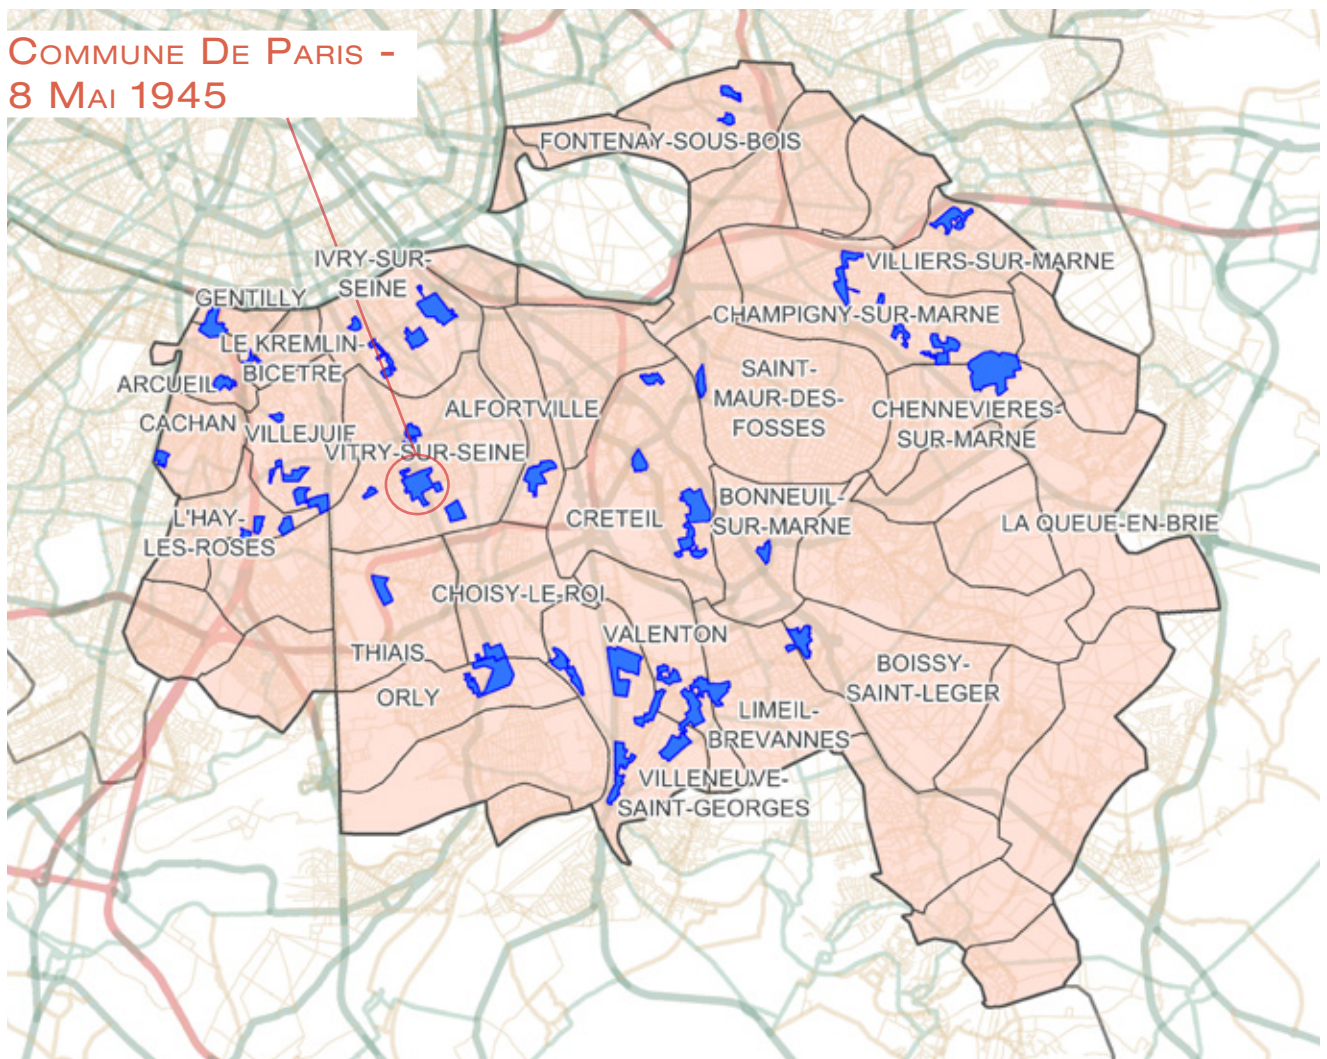 Commune De Paris -
8 Mai 1945
FONTENAY-SOUS-BOIS
IVRY-SUR-
SEINE
VILLIERS-SUR-MARNE
GENTILLY
CHAMPIGNY-SUR-MARNE
LE KREMLIN-
BICETRE
ARCUEIL
SAINT-
MAUR-DES-
FOSSES
CACHAN
ALFORTVILLE
CHENNEVIERES-
SUR-MARNE
VILLEJUIF
VITRY-SUR-SEINE
BONNEUIL-
SUR-MARNE
L'HAY-
LES-ROSES
CRETEIL
LA QUEUE-EN-BRIE
CHOISY-LE-ROI
VALENTON
THIAIS
BOISSY-
SAINT-LEGER
ORLY
LIMEIL-
BREVANNES
VILLENEUVE-
SAINT-GEORGES